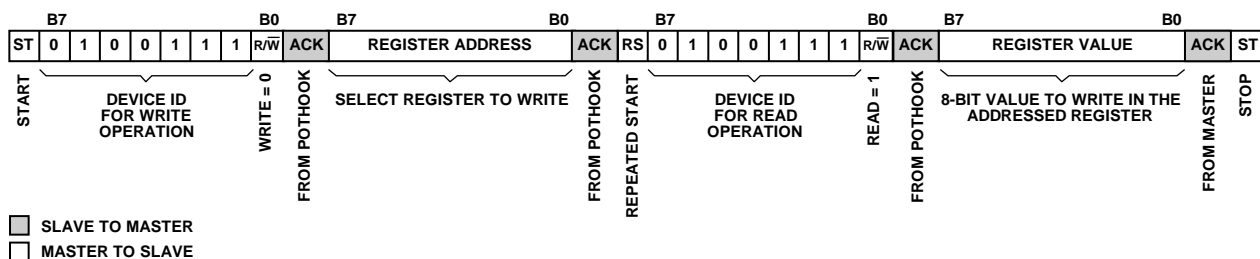 B7 B0 B7 B0 B7 B0
ST 0 1 0 0 1 1 1 R/W̅ ACK REGISTER ADDRESS ACK RS 0 1 0 0 1 1 1 R/W̅ ACK REGISTER VALUE ACK ST
START
DEVICE ID
FOR WRITE
OPERATION
WRITE = 0
FROM POTHOOK
SELECT REGISTER TO WRITE
FROM POTHOOK
REPEATED START
DEVICE ID
FOR READ
OPERATION
READ = 1
FROM POTHOOK
8-BIT VALUE TO WRITE IN THE
ADDRESSED REGISTER
FROM MASTER
STOP
SLAVE TO MASTER
MASTER TO SLAVE